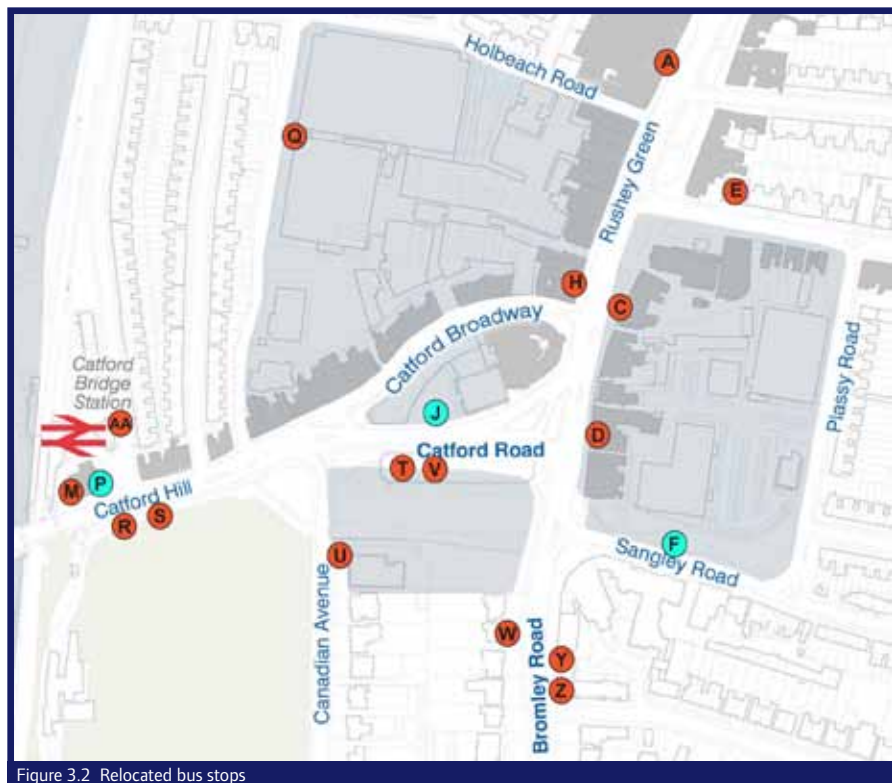 Holbeach Road
A
Q
Rushey Green
E
H
C
Catford Broadway
Plassy Road
Catford
Bridge
Station
AA
J
D
Catford Road
T
V
M
P
Catford Hill
R
S
U
F
Sangley Road
Canadian Avenue
W
Bromley Road
Y
Z
Figure 3.2 Relocated bus stops